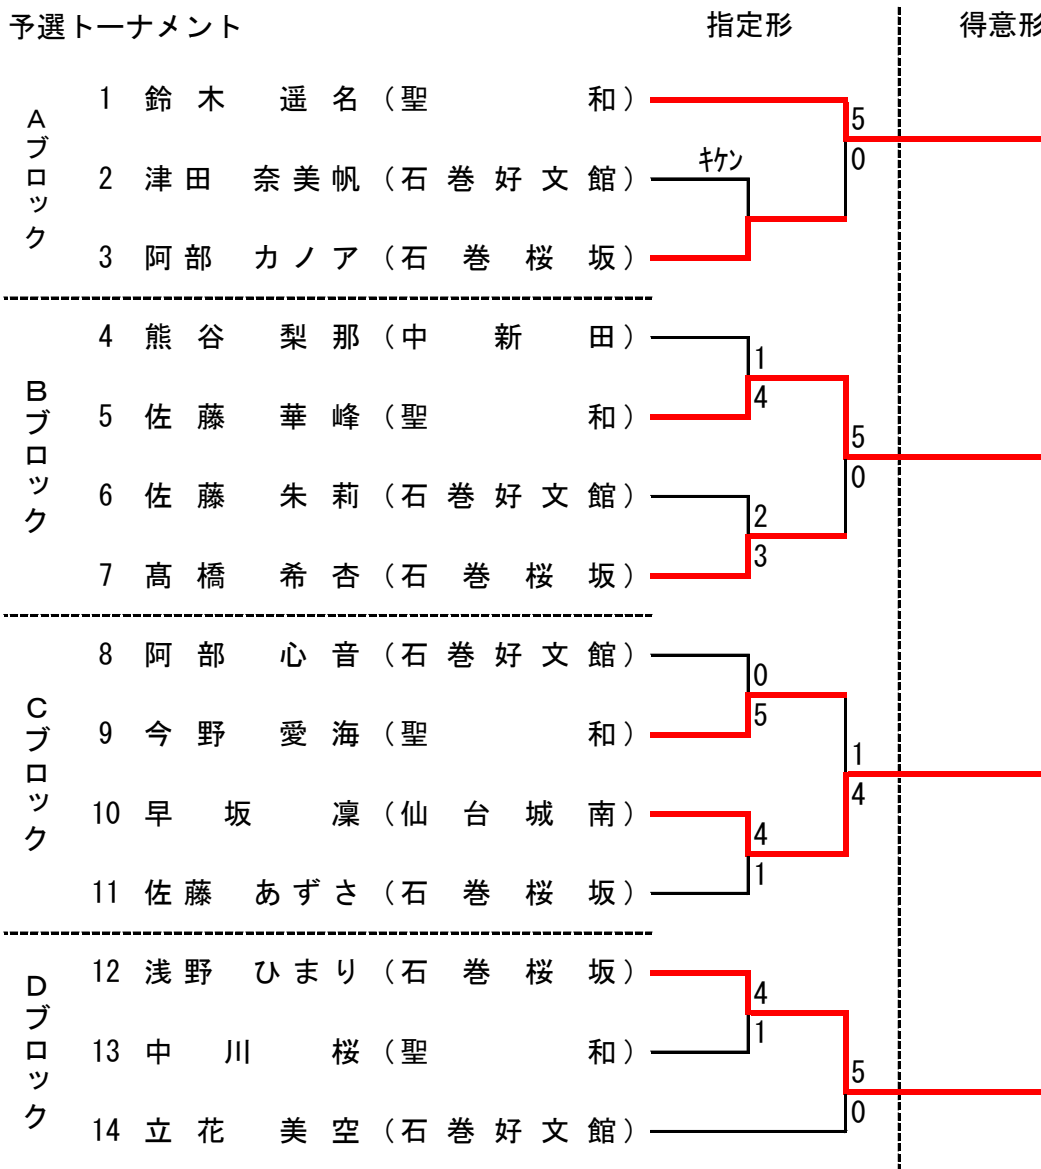 予選トーナメント 指定形 得意形
Aブロック
1 鈴木 遥名 (聖和) 5
2 津田 奈美帆 (石巻好文館) キケン 0
3 阿部 カノア (石巻桜坂)
Bブロック
4 熊谷 梨那 (中新田) 1
5 佐藤 華峰 (聖和) 4 5
6 佐藤 朱莉 (石巻好文館) 2 0
7 髙橋 希杏 (石巻桜坂) 3
Cブロック
8 阿部 心音 (石巻好文館) 0
9 今野 愛海 (聖和) 5 1
10 早坂 凜 (仙台城南) 4 4
11 佐藤 あずさ (石巻桜坂) 1
Dブロック
12 浅野 ひまり (石巻桜坂) 4
13 中川 桜 (聖和) 1 5
14 立花 美空 (石巻好文館) 0